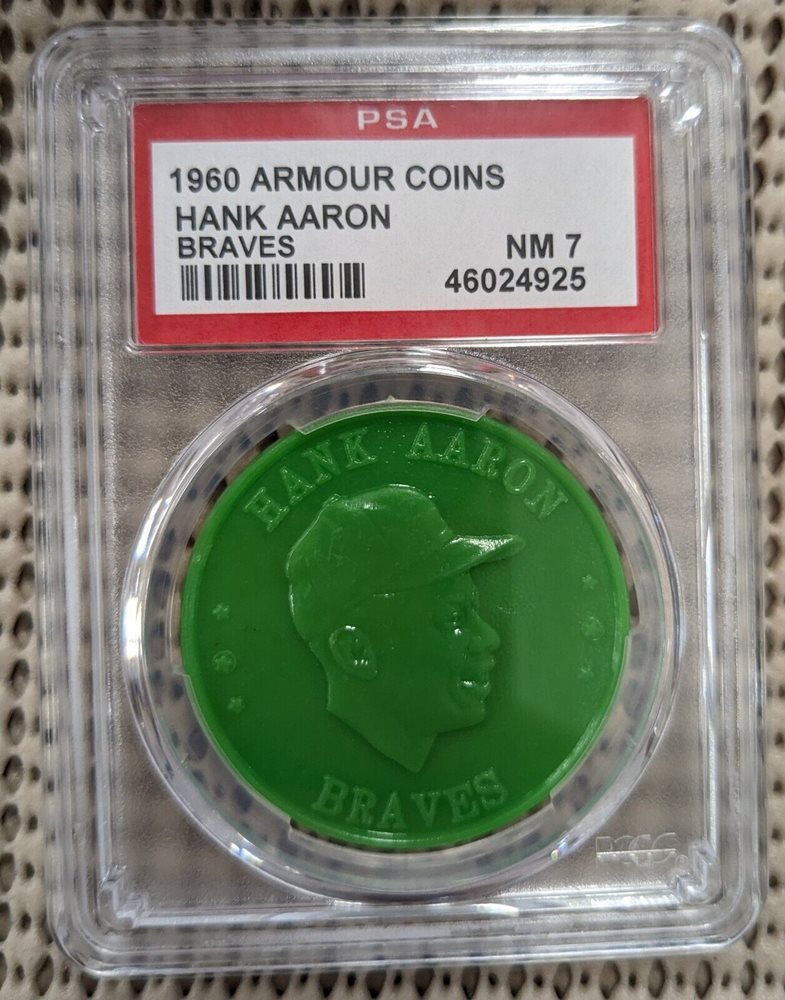 PSA
1960 ARMOUR COINS
HANK AARON
BRAVES
NM 7
46024925
HANK AARON
BRAVES